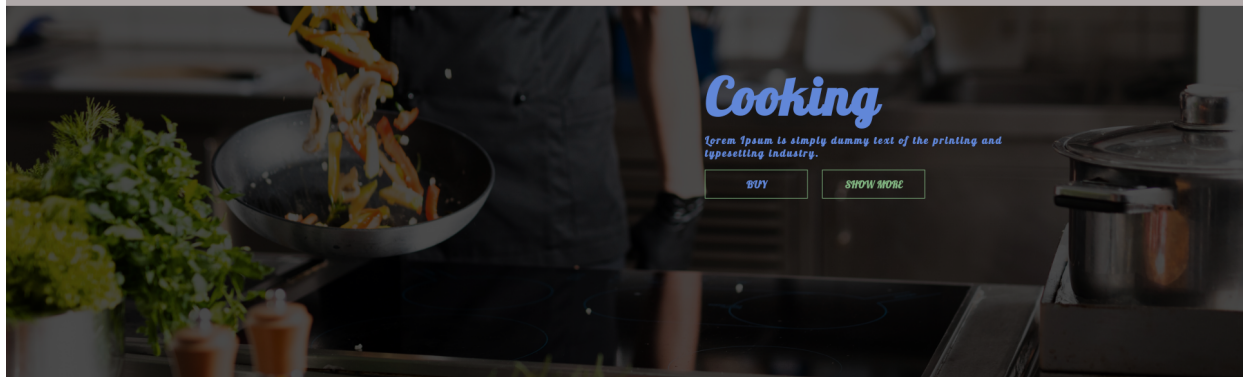 Cooking
Lorem Ipsum is simply dummy text of the printing and
typesetting industry.
BUY
SHOW MORE